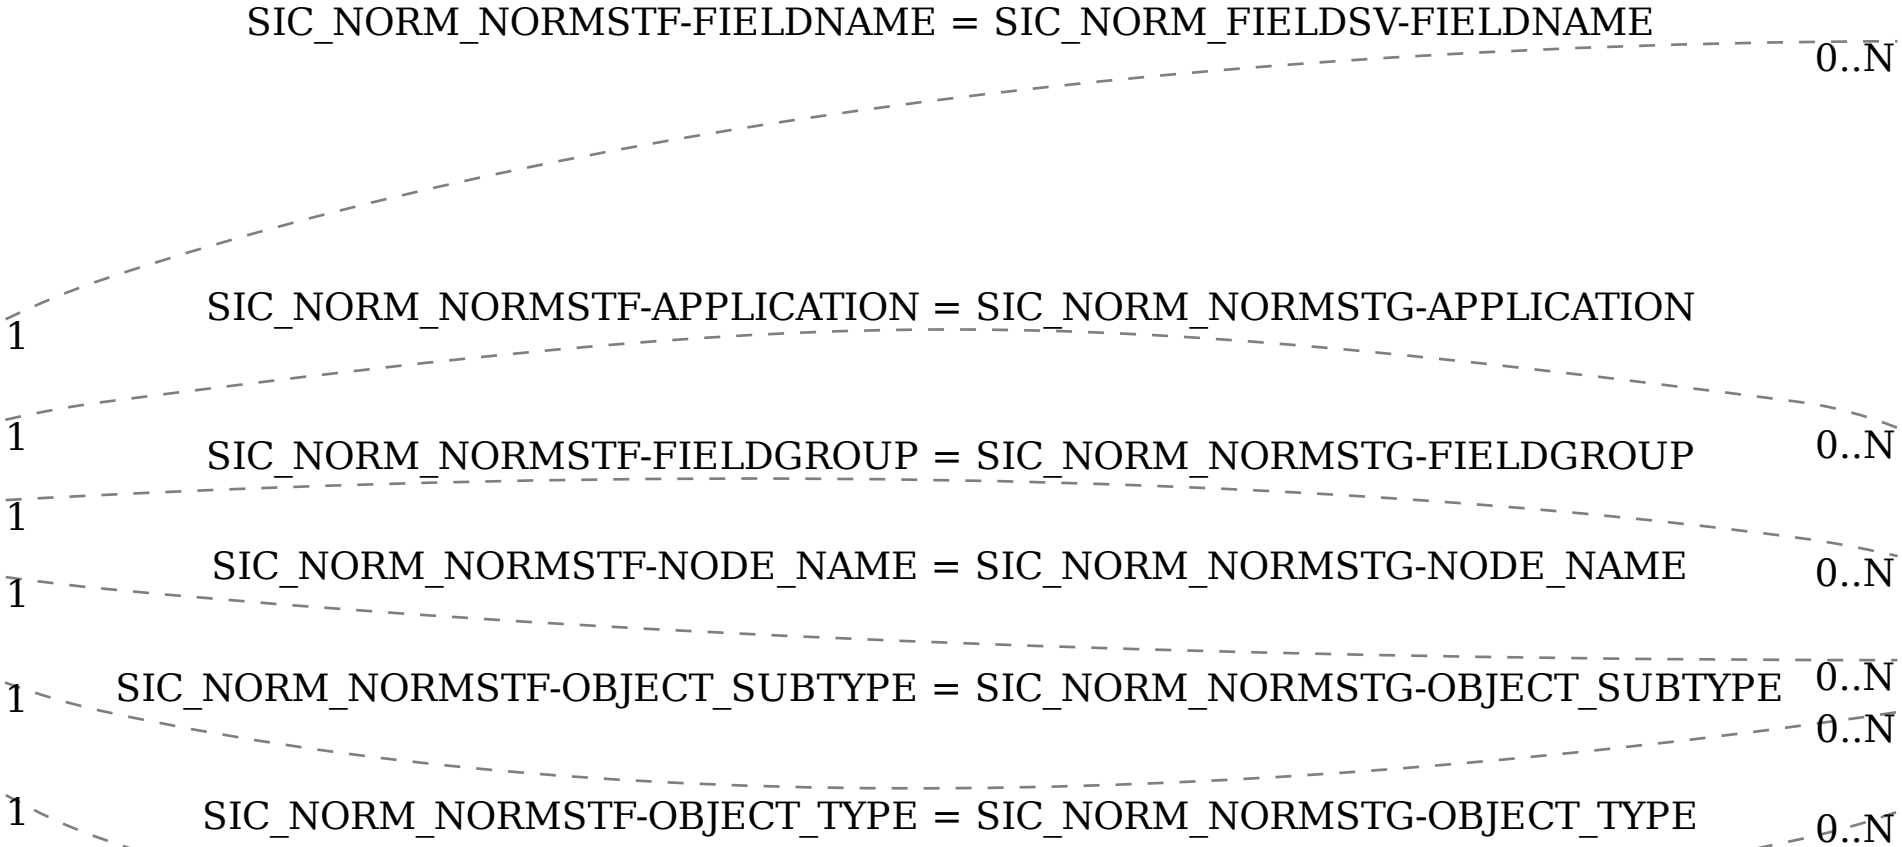 SIC_NORM_NORMSTF-FIELDNAME = SIC_NORM_FIELDSV-FIELDNAME
0..N
SIC_NORM_NORMSTF-APPLICATION = SIC_NORM_NORMSTG-APPLICATION
1
1
0..N
SIC_NORM_NORMSTF-FIELDGROUP = SIC_NORM_NORMSTG-FIELDGROUP
1
SIC_NORM_NORMSTF-NODE_NAME = SIC_NORM_NORMSTG-NODE_NAME
0..N
1
0..N
SIC_NORM_NORMSTF-OBJECT_SUBTYPE = SIC_NORM_NORMSTG-OBJECT_SUBTYPE
1
0..N
1
SIC_NORM_NORMSTF-OBJECT_TYPE = SIC_NORM_NORMSTG-OBJECT_TYPE
0..N